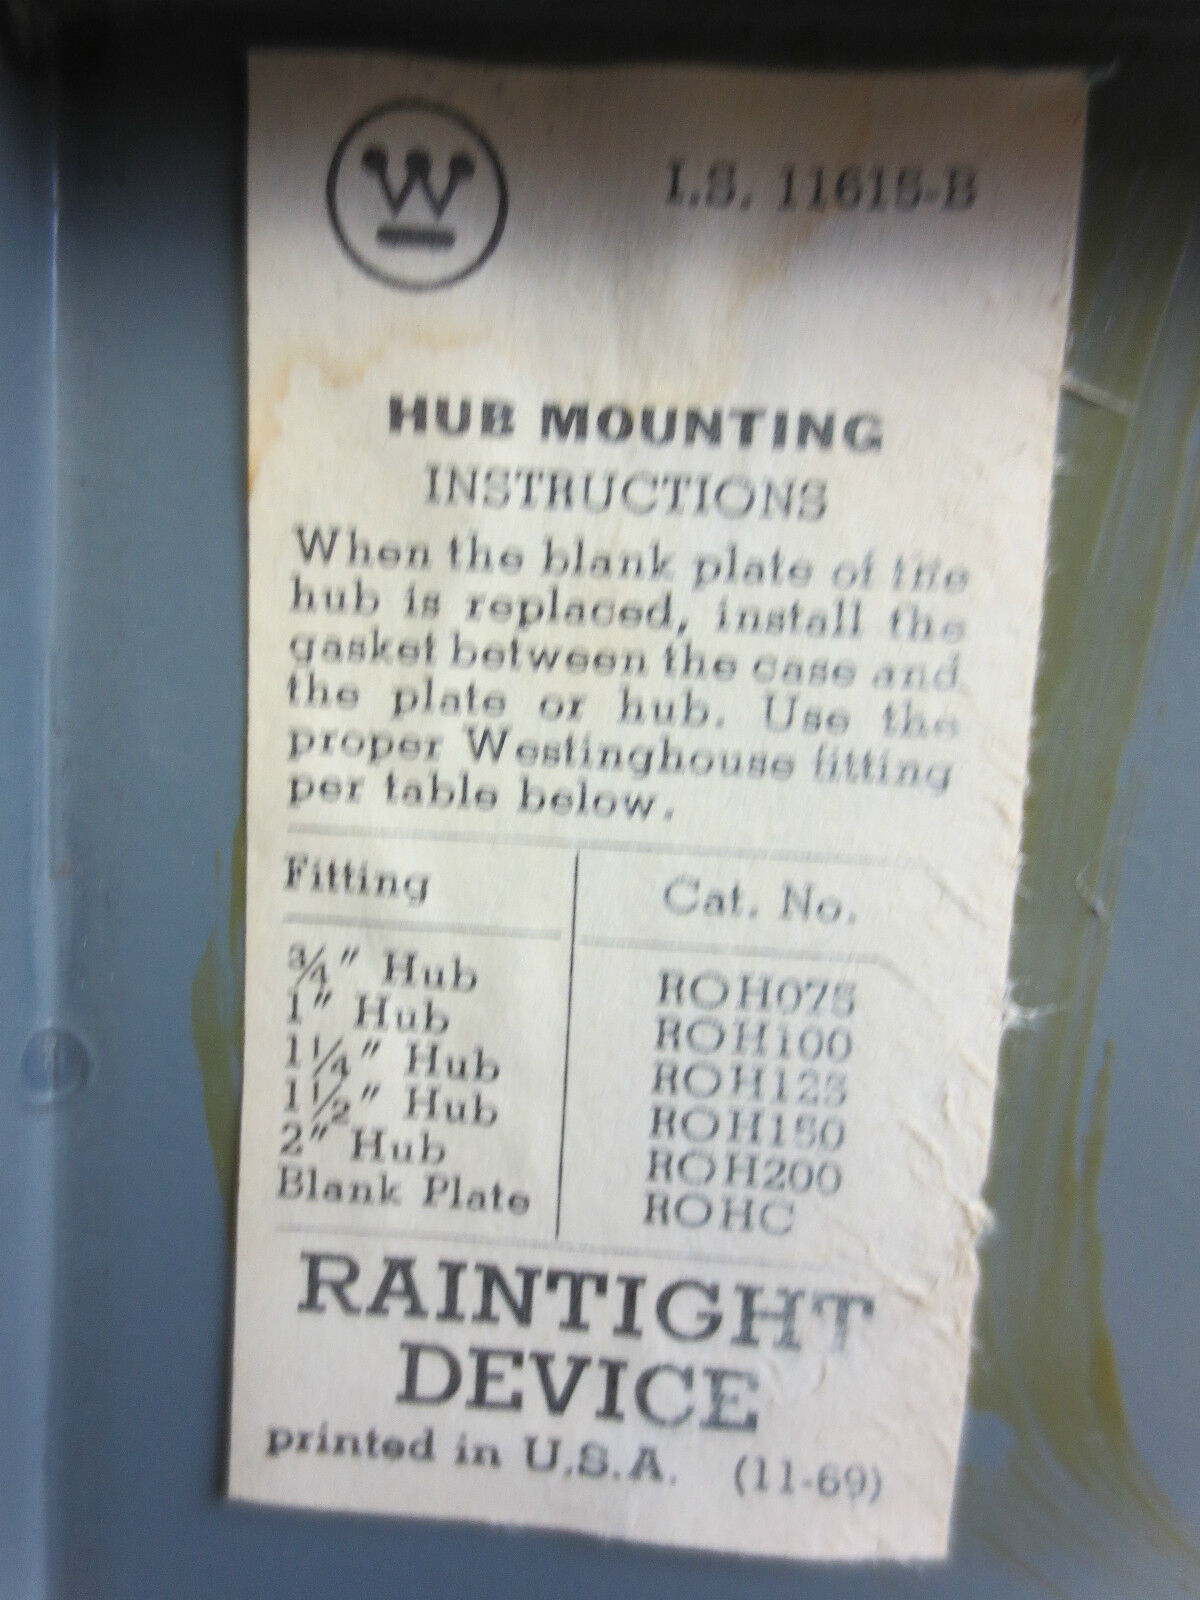 W
I.S. 11615-B
HUB MOUNTING
INSTRUCTIONS
When the blank plate of the
hub is replaced, install the
gasket between the case and
the plate or hub. Use the
proper Westinghouse fitting
per table below.
Fitting Cat. No.
3/4" Hub ROH075
1" Hub ROH100
1 1/4" Hub ROH125
1 1/2" Hub ROH150
2" Hub ROH200
Blank Plate ROHC
RAINTIGHT
DEVICE
printed in U.S.A. (11-69)